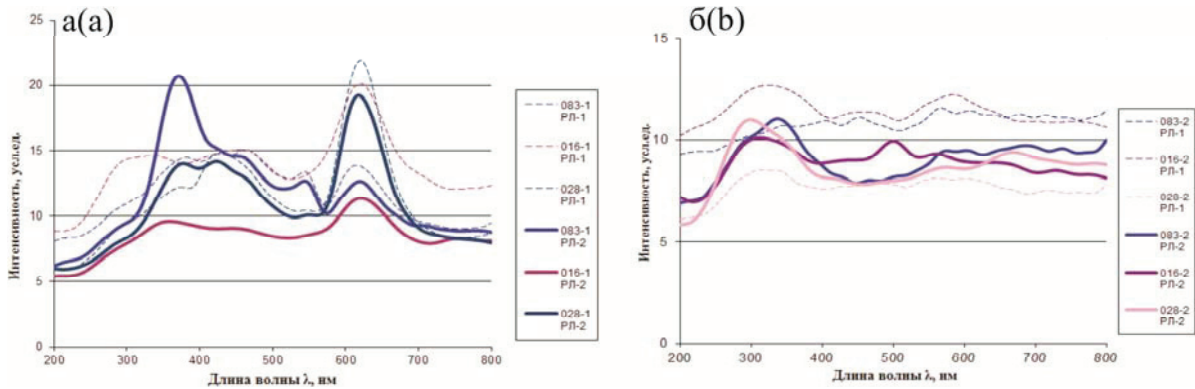 а(a)
Интенсивность, усл.ед.
25
20
15
10
5
0
200 300 400 500 600 700 800
Длина волны λ, нм
083-1
РЛ-1
016-1
РЛ-1
028-1
РЛ-1
083-1
РЛ-2
016-1
РЛ-2
028-1
РЛ-2
б(b)
Интенсивность, усл.ед.
15
10
5
0
200 300 400 500 600 700 800
Длина волны λ, нм
083-2
РЛ-1
016-2
РЛ-1
028-2
РЛ-1
083-2
РЛ-2
016-2
РЛ-2
028-2
РЛ-2